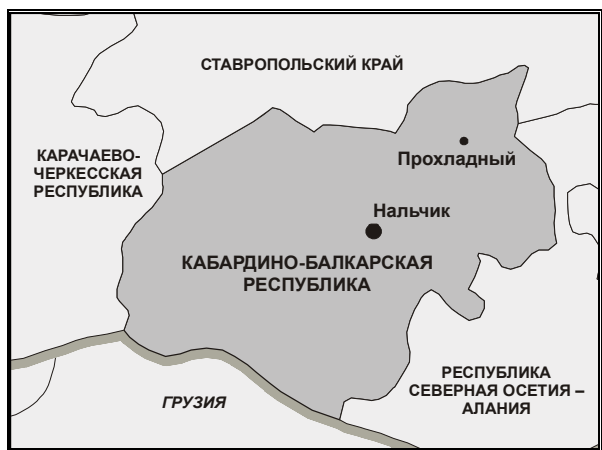 СТАВРОПОЛЬСКИЙ КРАЙ
КАРАЧАЕВО-
ЧЕРКЕССКАЯ
РЕСПУБЛИКА
Прохладный
Нальчик
КАБАРДИНО-БАЛКАРСКАЯ
РЕСПУБЛИКА
РЕСПУБЛИКА
СЕВЕРНАЯ ОСЕТИЯ –
АЛАНИЯ
ГРУЗИЯ